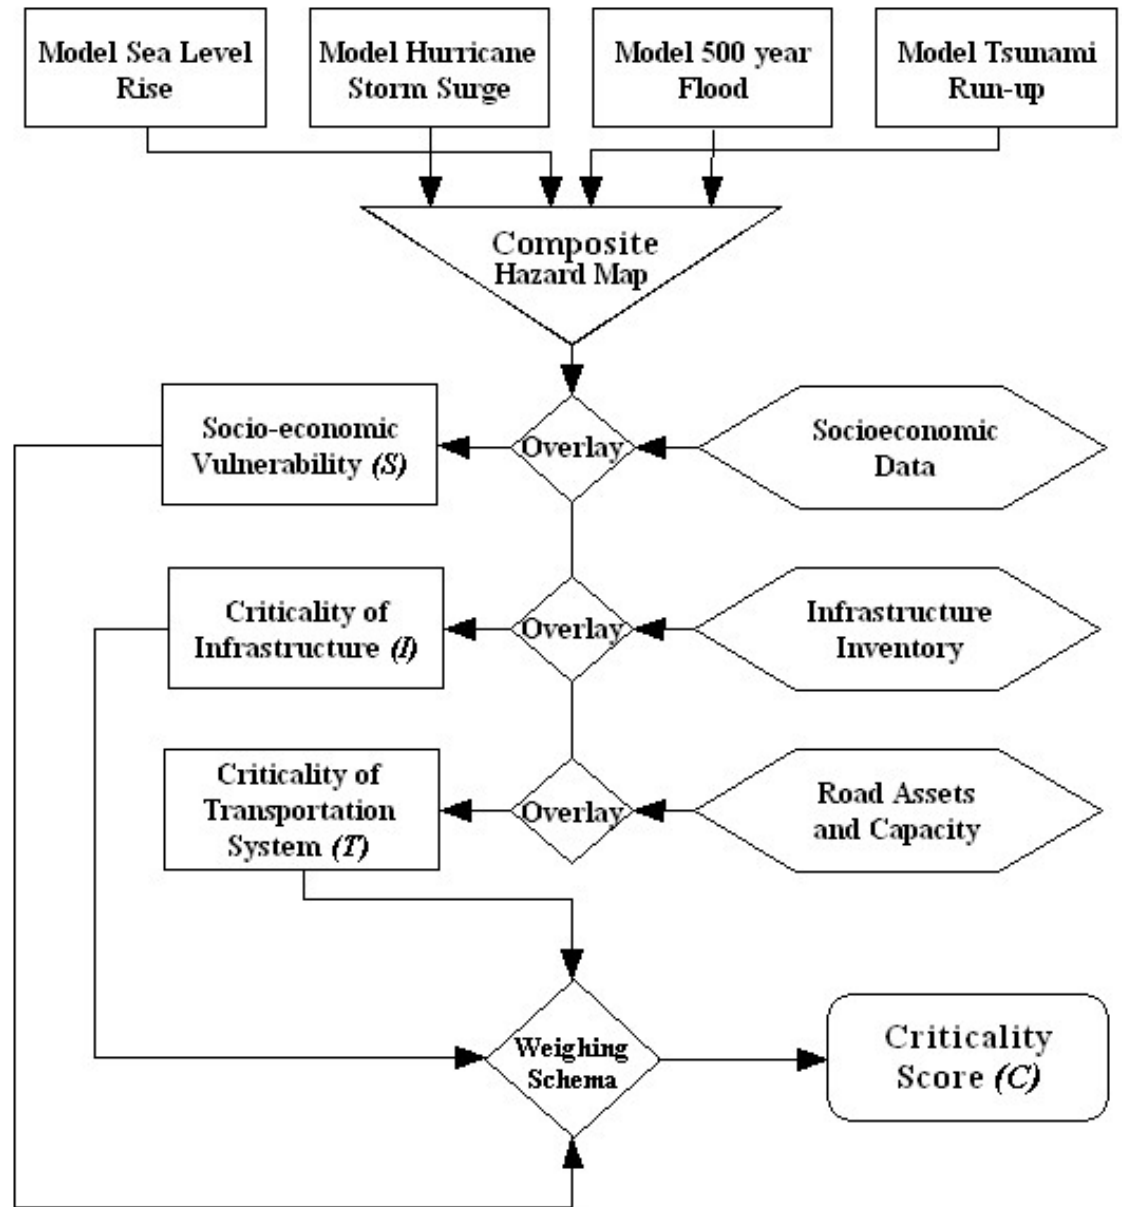 Model Sea Level
Rise
Model Hurricane
Storm Surge
Model 500 year
Flood
Model Tsunami
Run-up
Composite
Hazard Map
Socio-economic
Vulnerability (S)
Overlay
Socioeconomic
Data
Criticality of
Infrastructure (I)
Overlay
Infrastructure
Inventory
Criticality of
Transportation
System (T)
Overlay
Road Assets
and Capacity
Weighing
Schema
Criticality
Score (C)